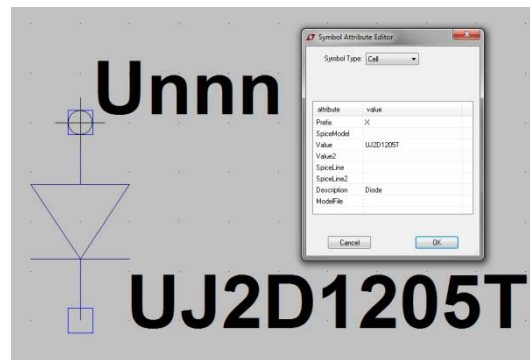 Unnn
UJ2D1205T
Symbol Attribute Editor
Symbol Type: Cell
attribute value
Prefix X
SpiceModel
Value UJ2D1205T
Value2
SpiceLine
SpiceLine2
Description Diode
ModelFile
Cancel OK